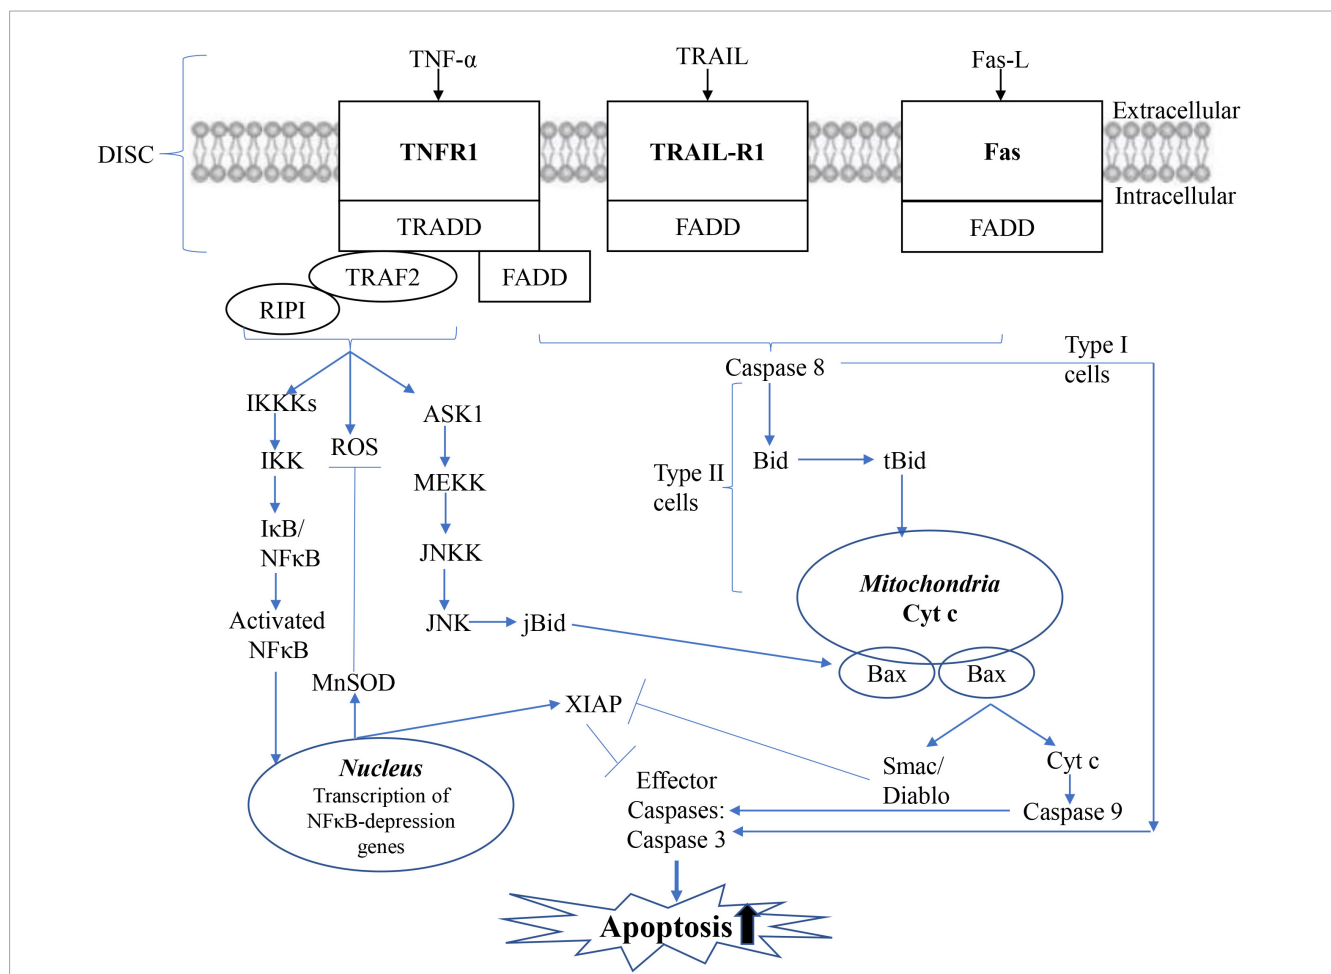 TNF-α
TRAIL
Fas-L
Extracellular
DISC
TNFR1
TRAIL-R1
Fas
Intracellular
TRADD
FADD
FADD
TRAF2
FADD
RIPI
Type I
cells
Caspase 8
IKKKs
ASK1
ROS
IKK
Bid
tBid
Type II
cells
MEKK
IκB/
NFκB
JNKK
Mitochondria
Cyt c
Activated
NFκB
JNK
jBid
Bax
Bax
MnSOD
XIAP
Nucleus
Transcription of
NFκB-depression
genes
Smac/
Diablo
Cyt c
Caspase 9
Effector
Caspases:
Caspase 3
Apoptosis